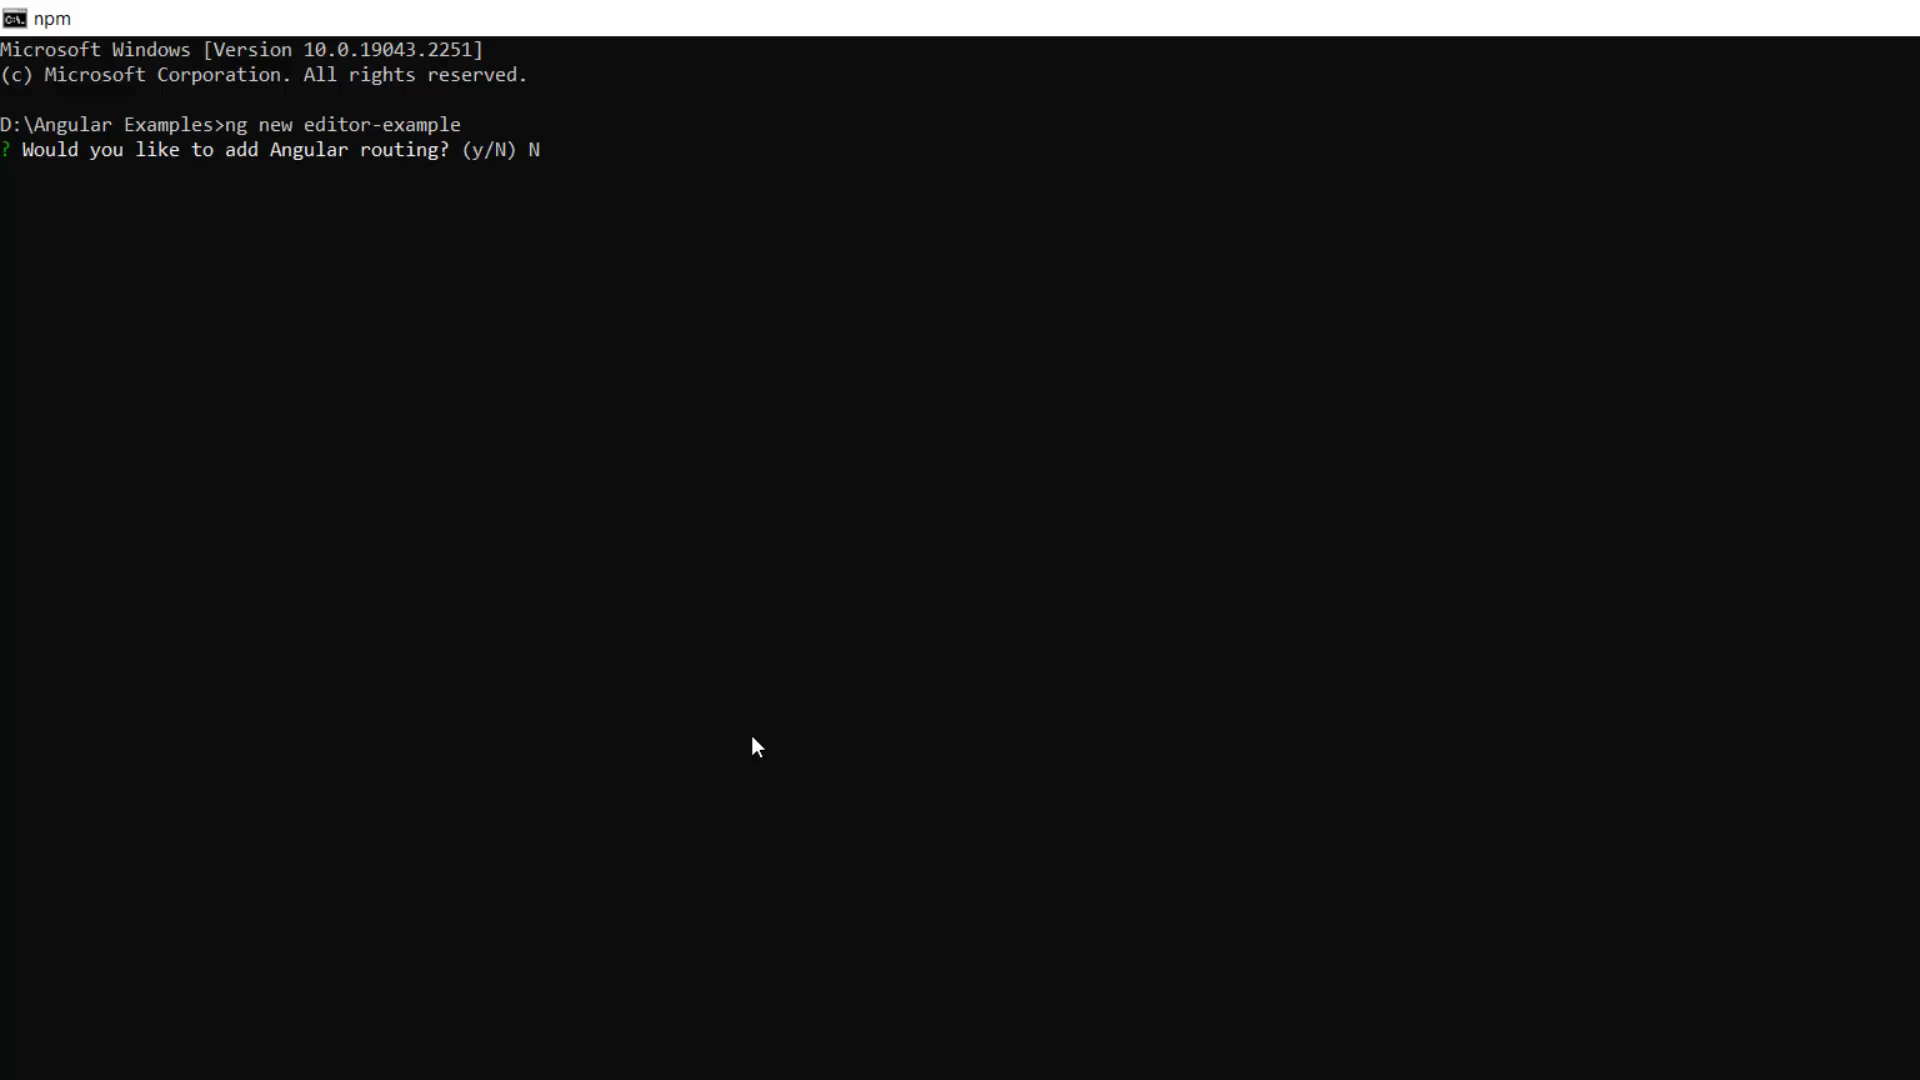 npm
Microsoft Windows [Version 10.0.19043.2251]
(c) Microsoft Corporation. All rights reserved.
D:\Angular Examples>ng new editor-example
? Would you like to add Angular routing? (y/N) N